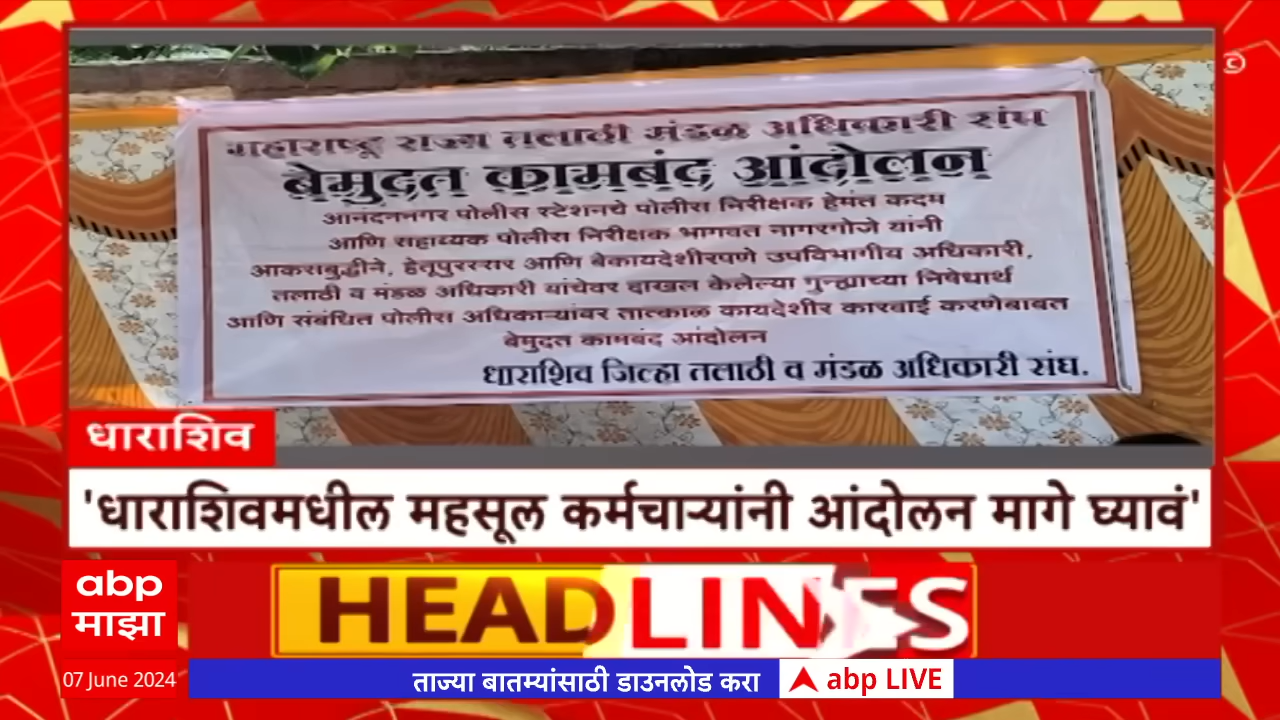 ©
महाराष्ट्र राज्य तलाठी मंडळ अधिकारी संघ
बेमुदत कामबंद आंदोलन
आनंदनगर पोलीस स्टेशनचे पोलीस निरीक्षक हेमंत कदम
आणि सहाय्यक पोलीस निरीक्षक भागवत नागरगोजे यांनी
आकसबुद्धीने, हेतूपुरस्सर आणि बेकायदेशीरपणे उपविभागीय अधिकारी,
तलाठी व मंडळ अधिकारी यांचेवर दाखल केलेल्या गुन्ह्याच्या निषेधार्थ
आणि संबंधित पोलीस अधिकाऱ्यांवर तात्काळ कायदेशीर कारवाई करणेबाबत
बेमुदत कामबंद आंदोलन
धाराशिव जिल्हा तलाठी व मंडळ अधिकारी संघ.
धाराशिव
'धाराशिवमधील महसूल कर्मचाऱ्यांनी आंदोलन मागे घ्यावं'
abp
माझा
HEADLINES
07 June 2024
ताज्या बातम्यांसाठी डाउनलोड करा abp LIVE